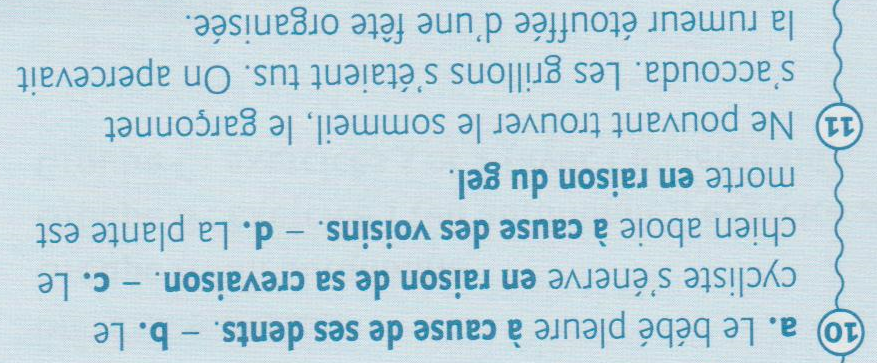 10 a. Le bébé pleure à cause de ses dents. – b. Le
cycliste s'énerve en raison de sa crevaison. – c. Le
chien aboie à cause des voisins. – d. La plante est
morte en raison du gel.
11 Ne pouvant trouver le sommeil, le garçonnet
s'accouda. Les grillons s'étaient tus. On apercevait
la rumeur étouffée d'une fête organisée.